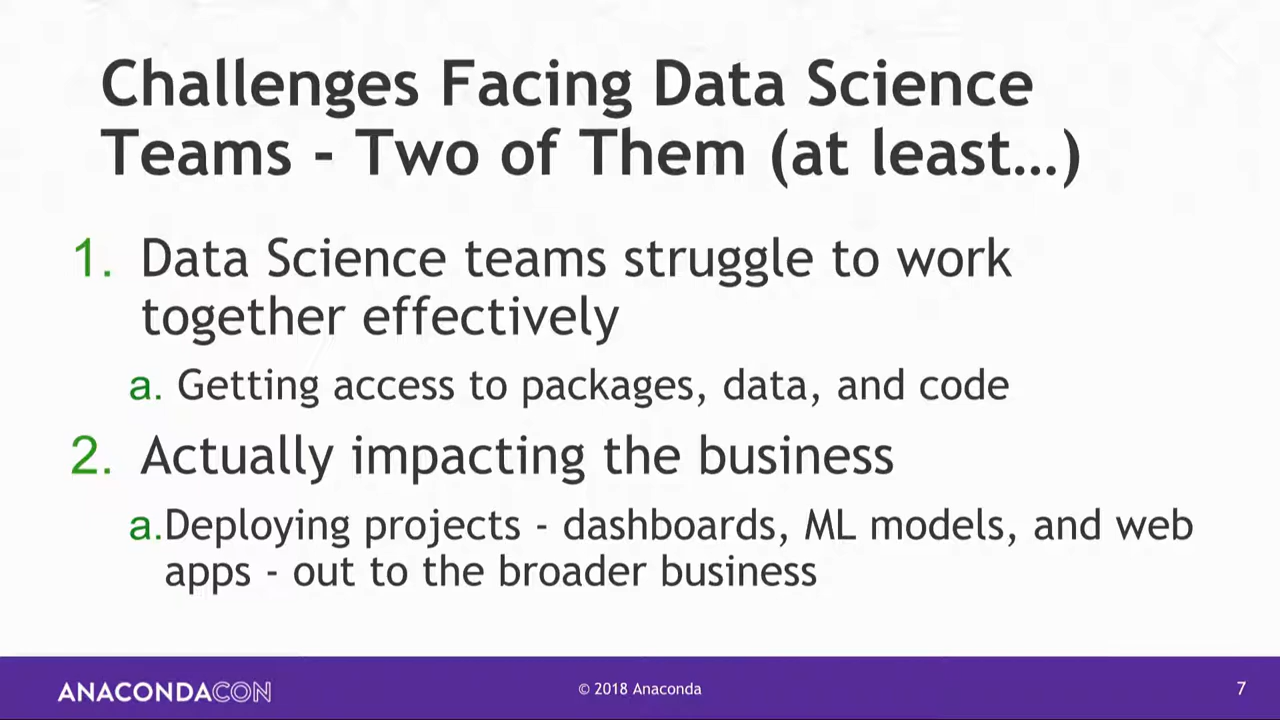 Challenges Facing Data Science
Teams - Two of Them (at least…)
1. Data Science teams struggle to work
together effectively
a. Getting access to packages, data, and code
2. Actually impacting the business
a.Deploying projects - dashboards, ML models, and web
apps - out to the broader business
ANACONDACON
© 2018 Anaconda
7